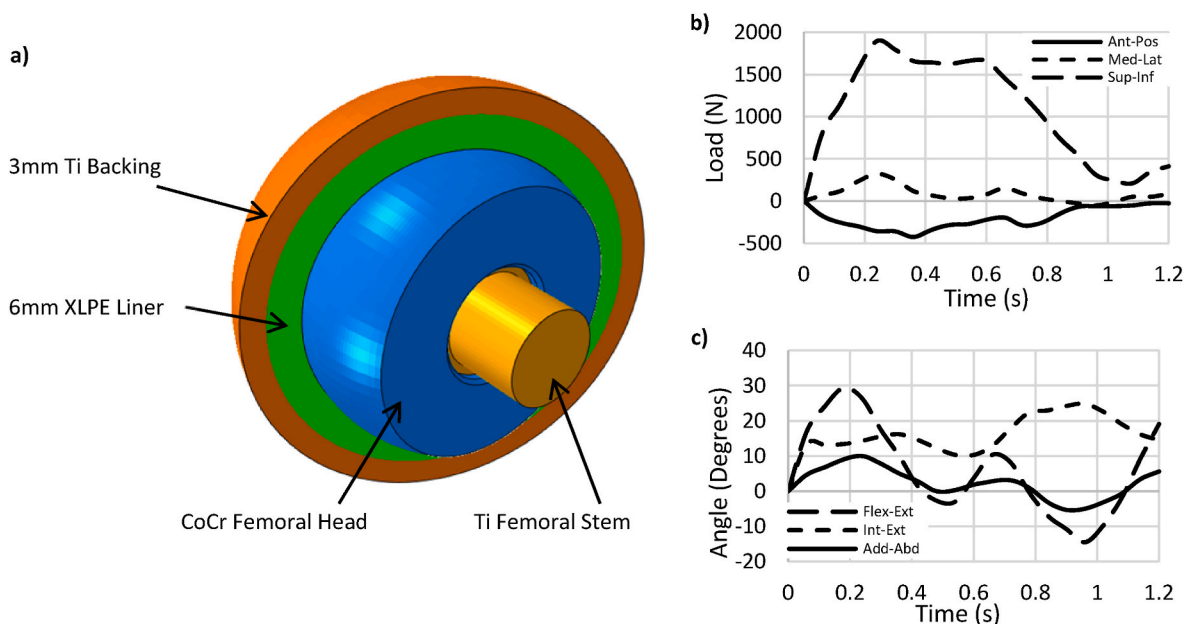 a)
3mm Ti Backing
6mm XLPE Liner
CoCr Femoral Head
Ti Femoral Stem
b)
Load (N)
2000
1500
1000
500
0
-500
Ant-Pos
Med-Lat
Sup-Inf
0 0.2 0.4 0.6 0.8 1 1.2
Time (s)
c)
Angle (Degrees)
40
30
20
10
0
-10
-20
Flex-Ext
Int-Ext
Add-Abd
0 0.2 0.4 0.6 0.8 1 1.2
Time (s)